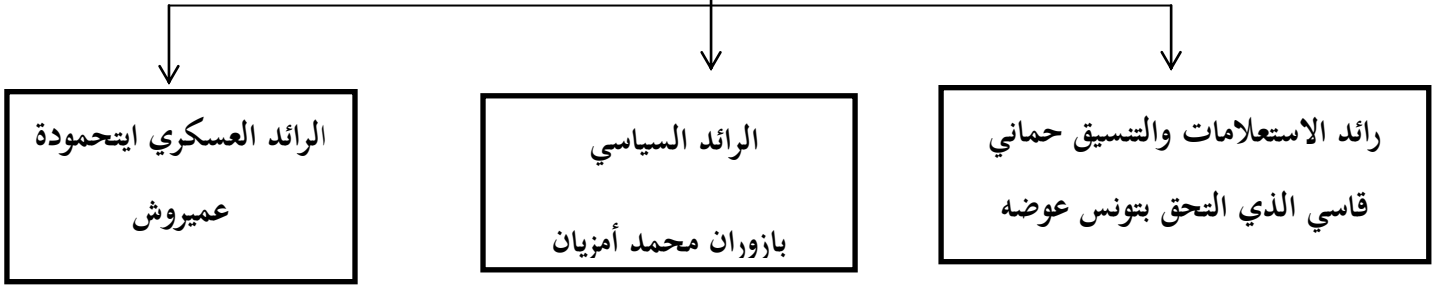 رائد الاستعلامات والتنسيق حماني
قاسي الذي التحق بتونس عوضه
الرائد السياسي
بازوران محمد أمزيان
الرائد العسكري ايتحمودة
عميروش